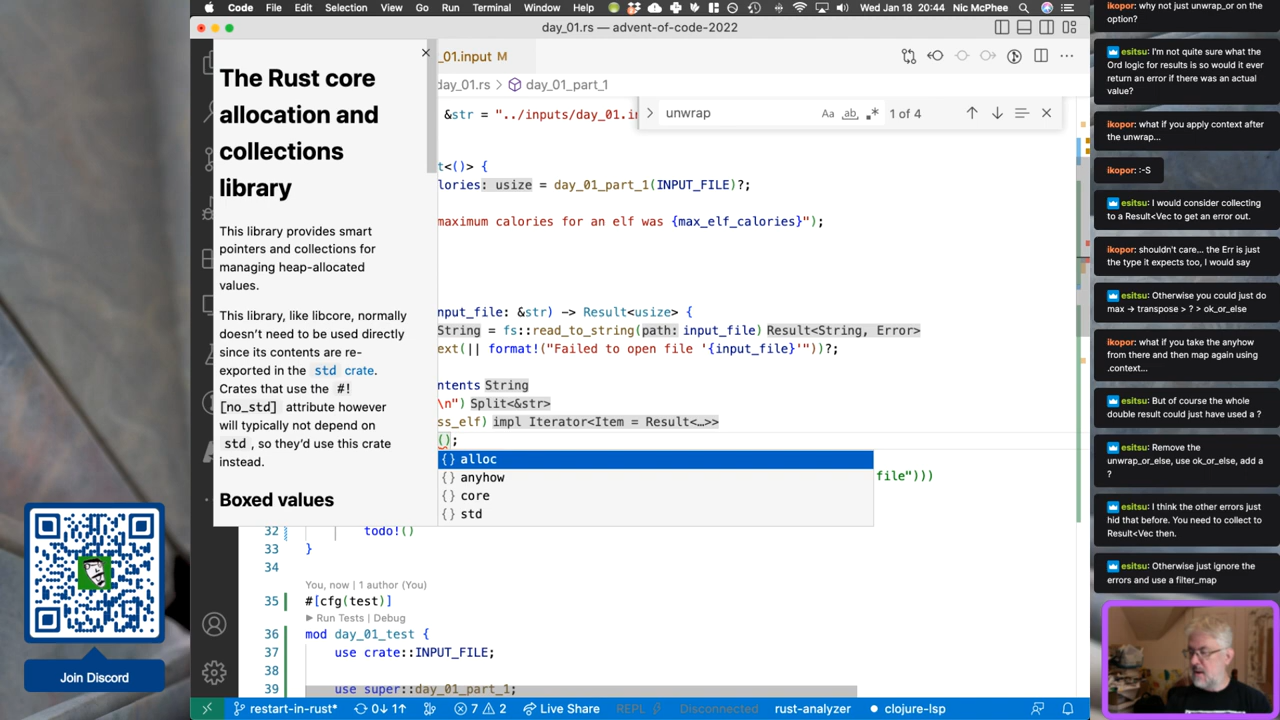 Code File Edit Selection View Go Run Terminal Window Help
Wed Jan 18 20:44 Nic McPhee
day_01.rs — advent-of-code-2022
_01.input M
day_01.rs > day_01_part_1
unwrap
Aa ab 1 of 4
The Rust core
allocation and
collections
library
This library provides smart
pointers and collections for
managing heap-allocated
values.
This library, like libcore, normally
doesn't need to be used directly
since its contents are re-
exported in the std crate.
Crates that use the #!
[no_std] attribute however
will typically not depend on
std , so they'd use this crate
instead.
Boxed values
&str = "../inputs/day_01.in
t<()> {
lories: usize = day_01_part_1(INPUT_FILE)?;
maximum calories for an elf was {max_elf_calories}");
nput_file: &str) -> Result<usize> {
String = fs::read_to_string(path: input_file) Result<String, Error>
ext(|| format!("Failed to open file '{input_file}'"))?;
ntents String
\n") Split<&str>
ss_elf) impl Iterator<Item = Result<…>>
();
{} alloc
{} anyhow
{} core
{} std
file")))
32 todo!()
33 }
34
You, now | 1 author (You)
35 #[cfg(test)]
Run Tests | Debug
36 mod day_01_test {
37 use crate::INPUT_FILE;
38
39 use super::day_01_part_1;
restart-in-rust* 0↓ 1↑ 7 2 Live Share REPL Disconnected rust-analyzer clojure-lsp
Join Discord
ikopor: why not just unwrap_or on the
option?
esitsu: I'm not quite sure what the
Ord logic for results is so would it ever
return an error if there was an actual
value?
ikopor: what if you apply context after
the unwrap...
ikopor: :-S
esitsu: I would consider collecting
to a Result<Vec to get an error out.
ikopor: shouldn't care... the Err is just
the type it expects too, I would say
esitsu: Otherwise you could just do
max -> transpose > ? > ok_or_else
ikopor: what if you take the anyhow
from there and then map again using
.context...
esitsu: But of course the whole
double result could just have used a ?
esitsu: Remove the
unwrap_or_else, use ok_or_else, add a
?
esitsu: I think the other errors just
hid that before. You need to collect to
Result<Vec then.
esitsu: Otherwise just ignore the
errors and use a filter_map